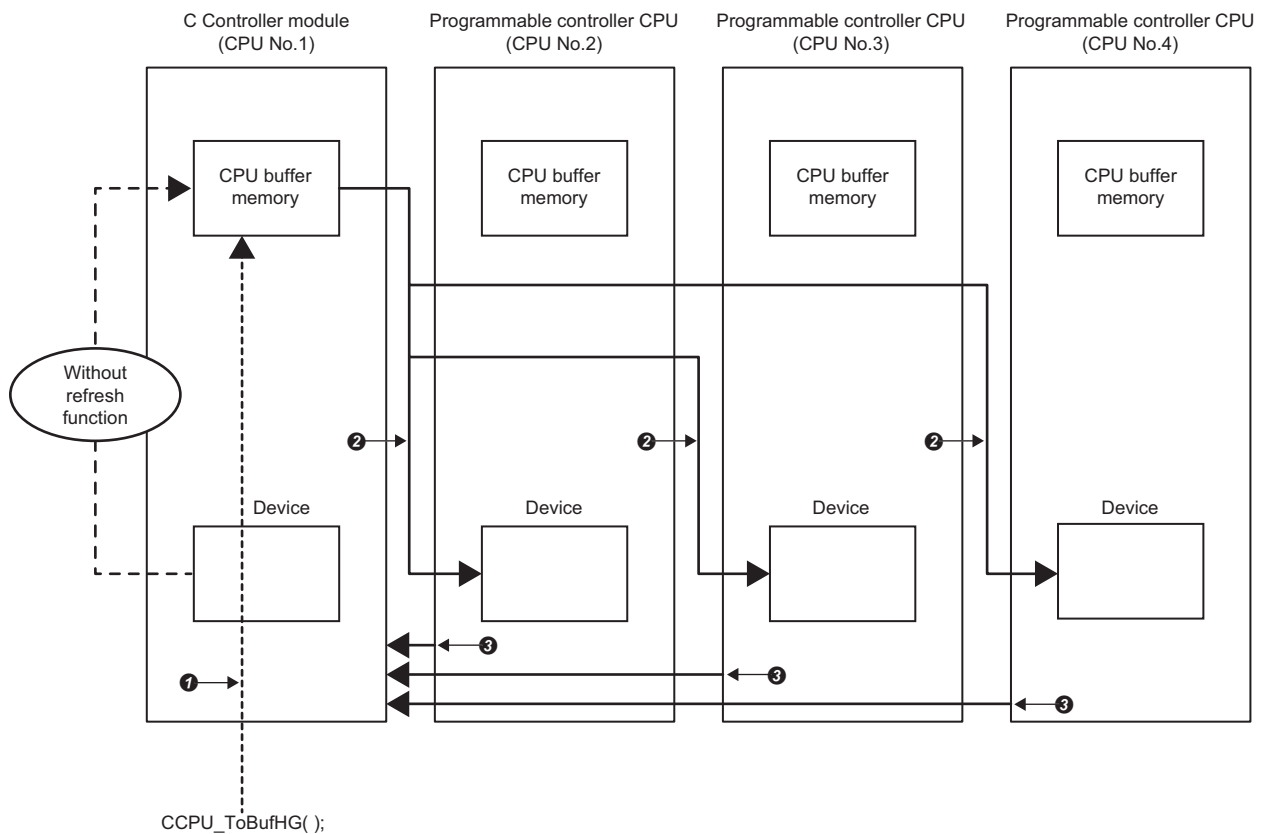 C Controller module
(CPU No.1)
Programmable controller CPU
(CPU No.2)
Programmable controller CPU
(CPU No.3)
Programmable controller CPU
(CPU No.4)
CPU buffer
memory
CPU buffer
memory
CPU buffer
memory
CPU buffer
memory
Without
refresh
function
2
2
2
Device
Device
Device
Device
3
3
1
3
CCPU_ToBufHG( );